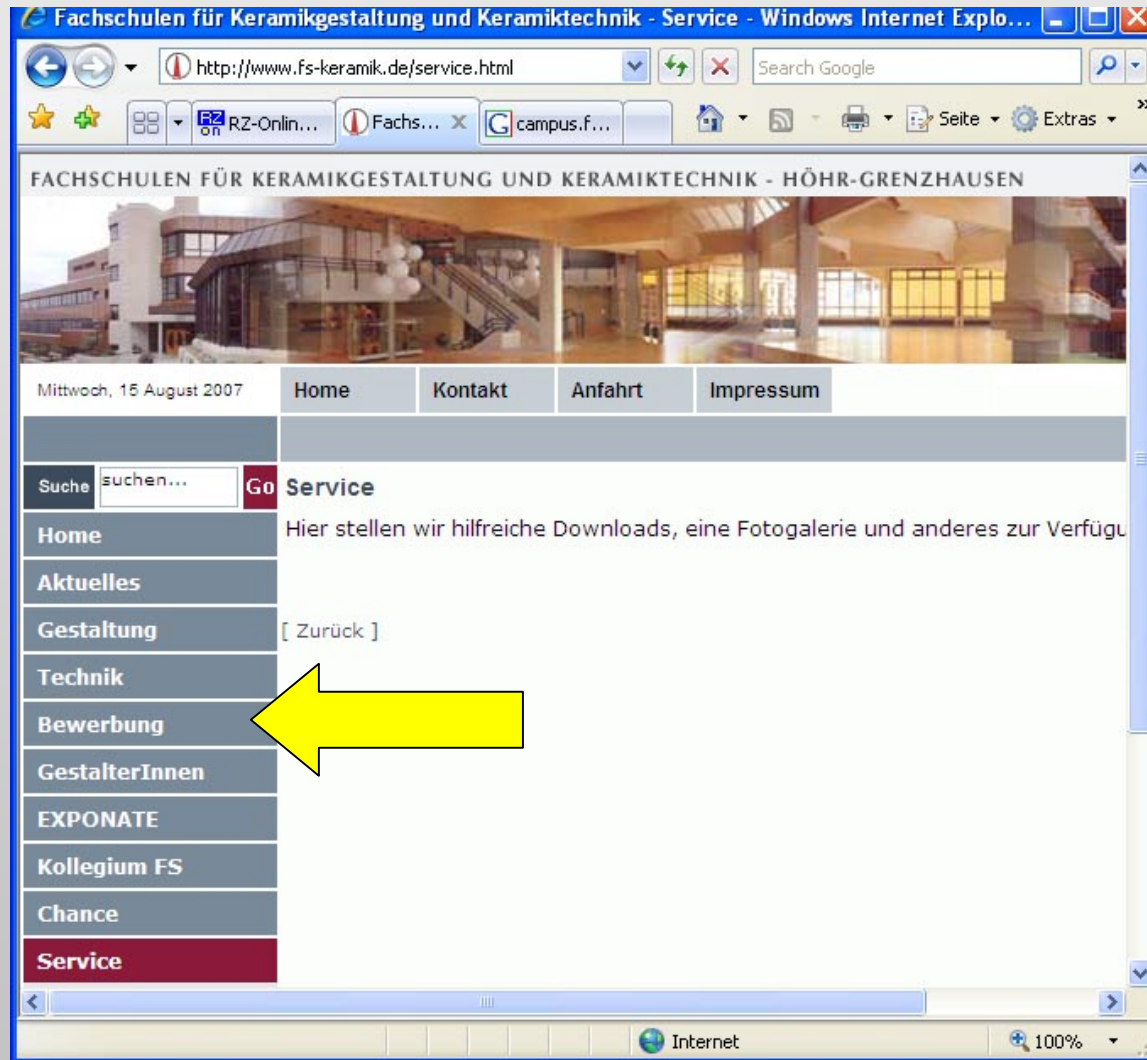 Fachschulen für Keramikgestaltung und Keramiktechnik - Service - Windows Internet Explo...
http://www.fs-keramik.de/service.html
Search Google
RZ-Onlin...
Fachs...
campus.f...
Seite
Extras
FACHSCHULEN FÜR KERAMIKGESTALTUNG UND KERAMIKTECHNIK - HÖHR-GRENZHAUSEN
Mittwoch, 15 August 2007
Home
Kontakt
Anfahrt
Impressum
Suche
suchen...
Go
Service
Hier stellen wir hilfreiche Downloads, eine Fotogalerie und anderes zur Verfügu
[ Zurück ]
Home
Aktuelles
Gestaltung
Technik
Bewerbung
GestalterInnen
EXPONATE
Kollegium FS
Chance
Service
Internet
100%